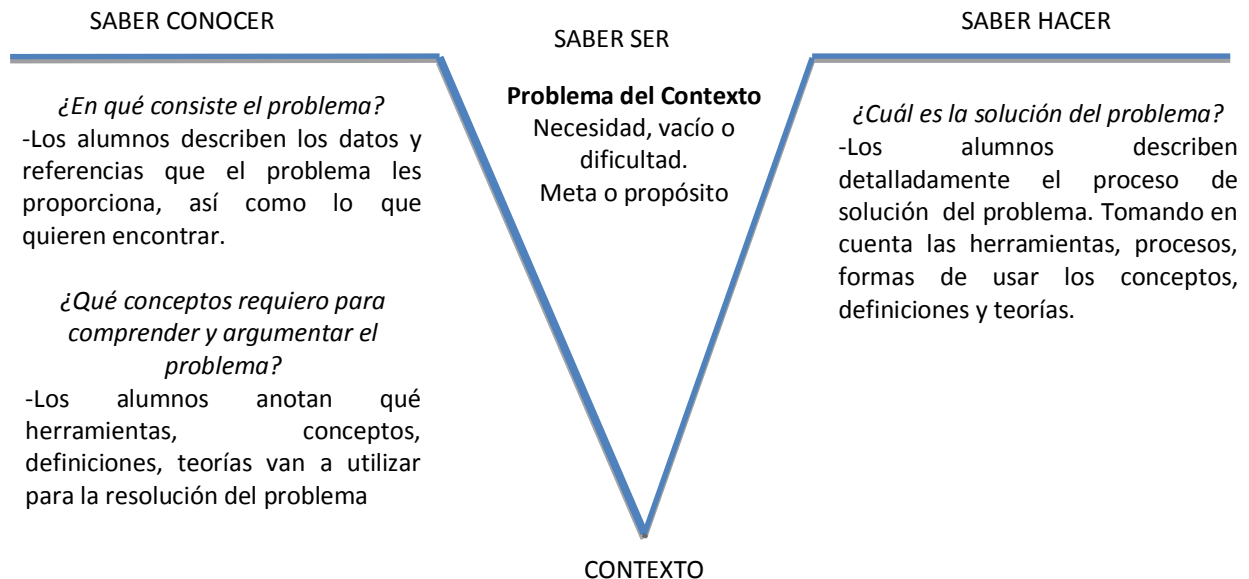 SABER CONOCER
¿En qué consiste el problema?
-Los alumnos describen los datos y
referencias que el problema les
proporciona, así como lo que
quieren encontrar.
¿Qué conceptos requiero para
comprender y argumentar el
problema?
-Los alumnos anotan qué
herramientas, conceptos,
definiciones, teorías van a utilizar
para la resolución del problema
SABER SER
Problema del Contexto
Necesidad, vacío o
dificultad.
Meta o propósito
SABER HACER
¿Cuál es la solución del problema?
-Los alumnos describen
detalladamente el proceso de
solución del problema. Tomando en
cuenta las herramientas, procesos,
formas de usar los conceptos,
definiciones y teorías.
CONTEXTO